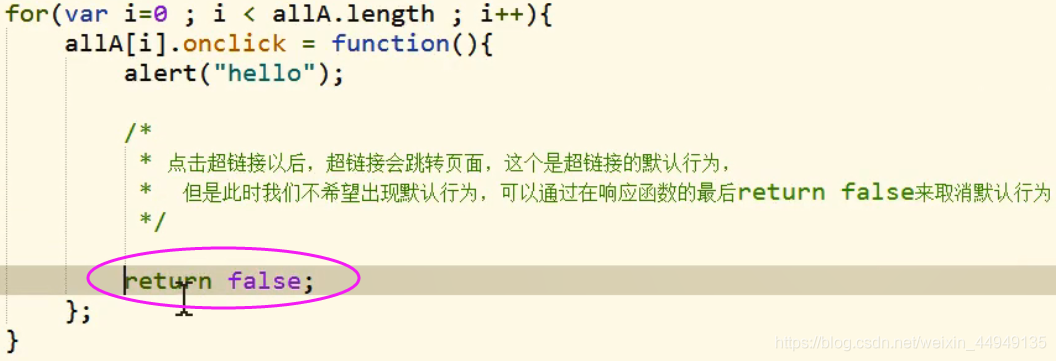 for(var i=0 ; i < allA.length ; i++){
allA[i].onclick = function(){
alert("hello");
/*
* 点击超链接以后，超链接会跳转页面，这个是超链接的默认行为，
* 但是此时我们不希望出现默认行为，可以通过在响应函数的最后return false来取消默认行为
*/
return false;
};
}
https://blog.csdn.net/weixin_44949135